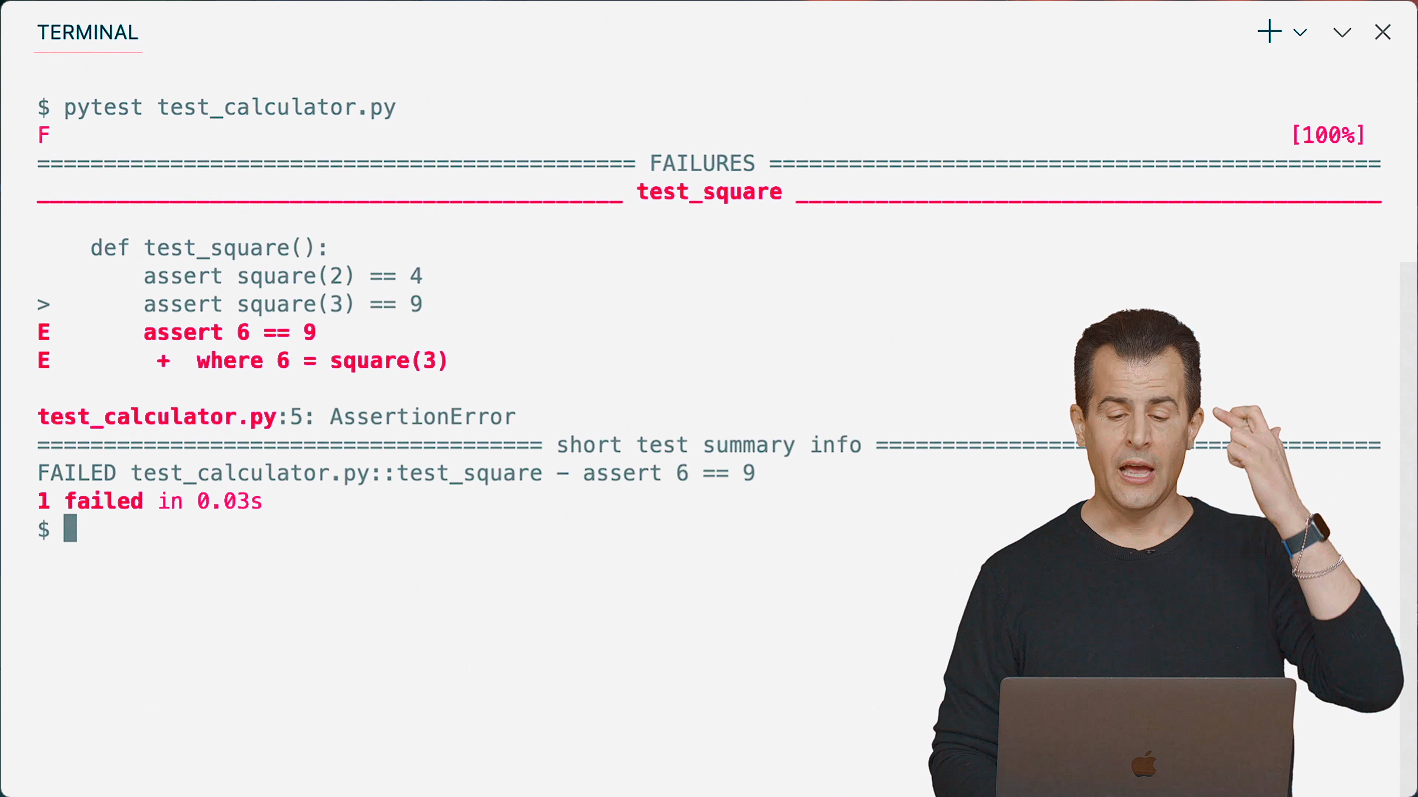 TERMINAL
$ pytest test_calculator.py
F [100%]
============================================= FAILURES ==============================================
____________________________________________ test_square ____________________________________________
def test_square():
assert square(2) == 4
> assert square(3) == 9
E assert 6 == 9
E + where 6 = square(3)
test_calculator.py:5: AssertionError
====================================== short test summary info ======================================
FAILED test_calculator.py::test_square - assert 6 == 9
1 failed in 0.03s
$